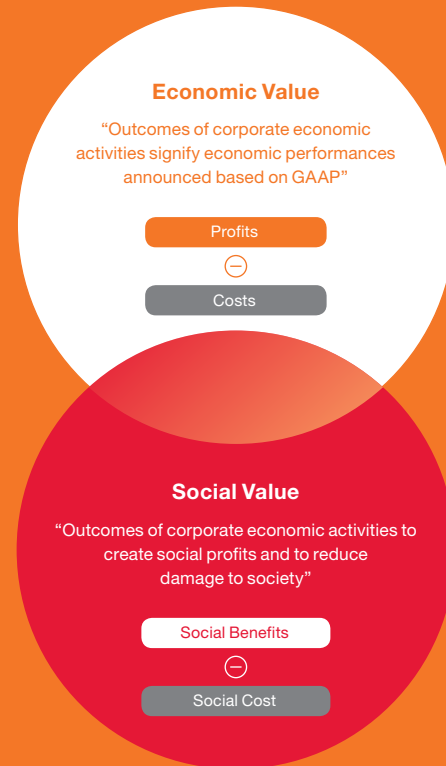 Economic Value
“Outcomes of corporate economic
activities signify economic performances
announced based on GAAP”
Profits
Costs
Social Value
“Outcomes of corporate economic activities to
create social profits and to reduce
damage to society”
Social Benefits
Social Cost